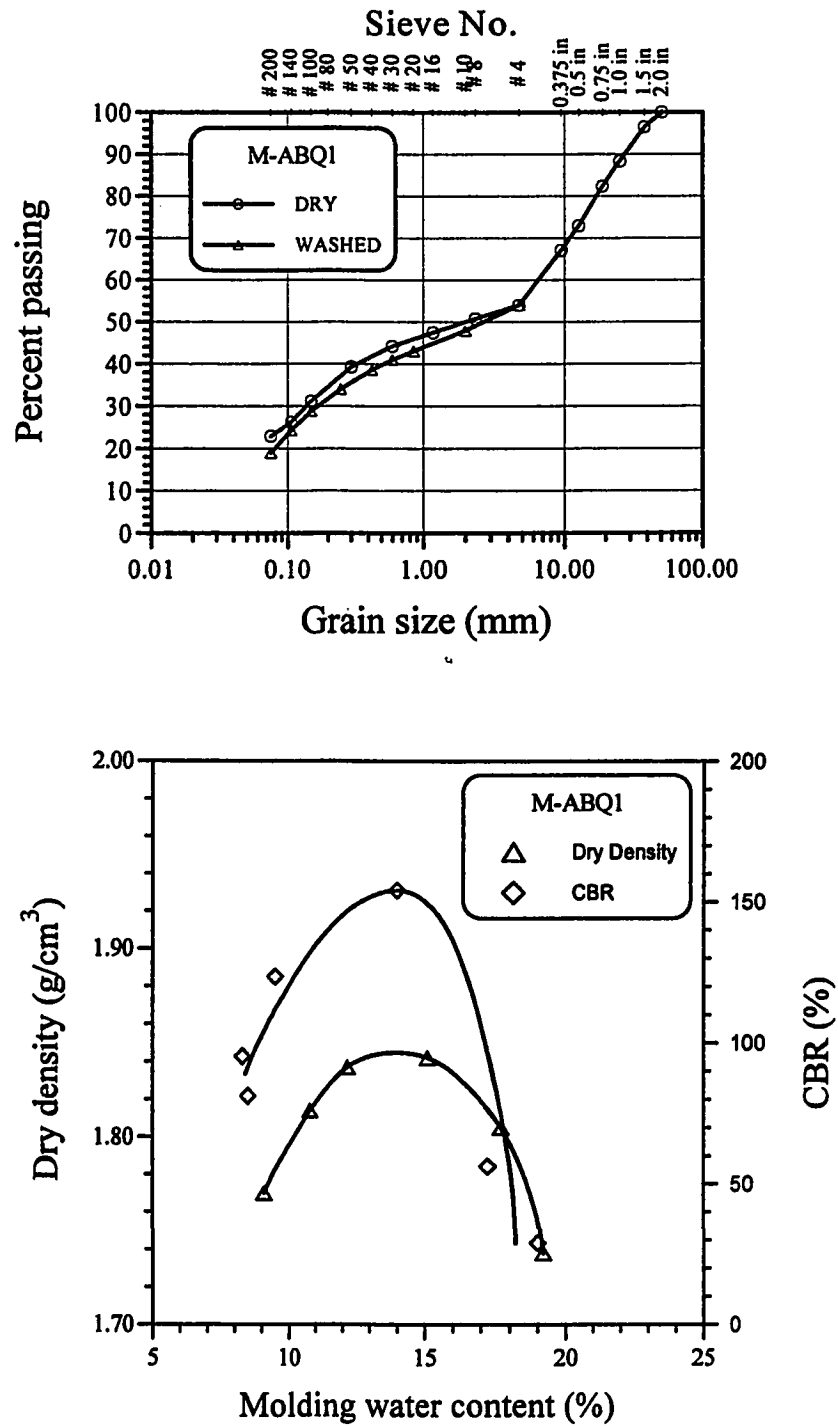 Sieve No.
# 200
# 140
# 100
# 80
# 50
# 40
# 30
# 20
# 16
#10
# 8
# 4
0.375 in
0.5 in
0.75 in
1.0 in
1.5 in
2.0 in
100
90
80
70
60
50
40
30
20
10
0
Percent passing
M-ABQ1
DRY
WASHED
0.01 0.10 1.00 10.00 100.00
Grain size (mm)
2.00
1.90
1.80
1.70
Dry density (g/cm³)
M-ABQ1
Dry Density
CBR
200
150
100
50
0
CBR (%)
5 10 15 20 25
Molding water content (%)